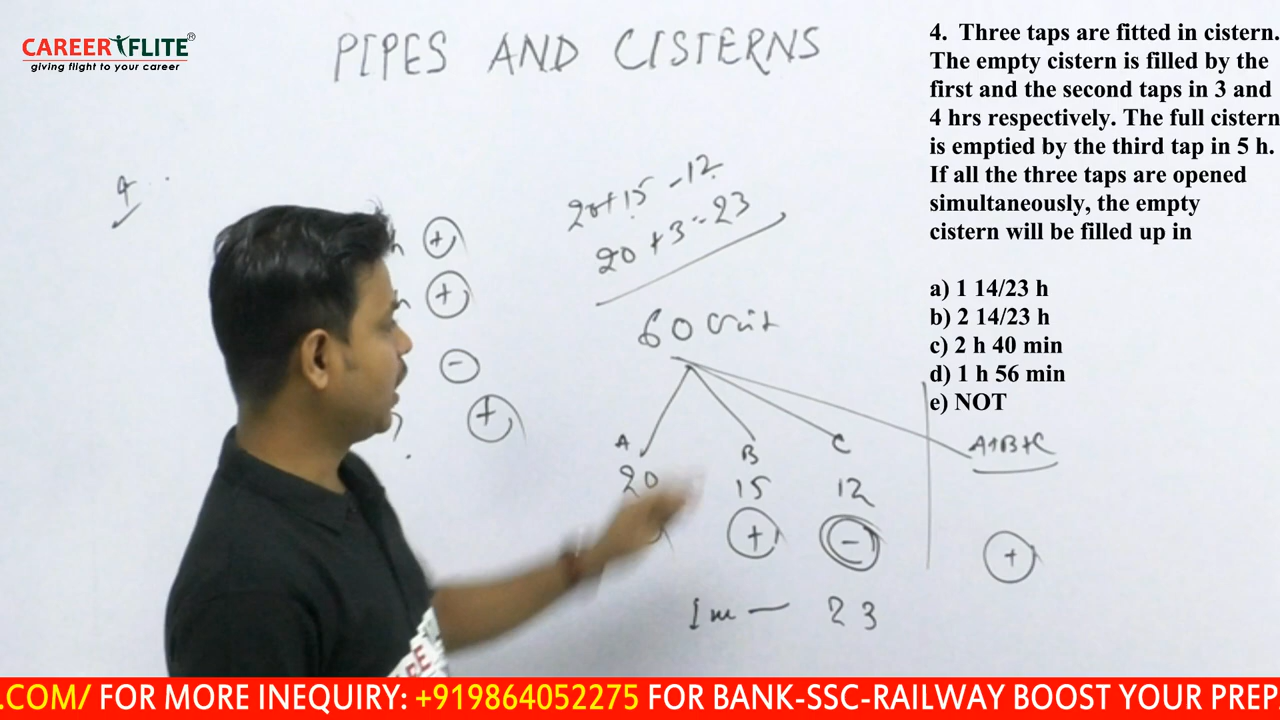 CAREER FLITE®
giving flight to your career
PIPES AND CISTERNS
4. Three taps are fitted in cistern.
The empty cistern is filled by the
first and the second taps in 3 and
4 hrs respectively. The full cistern
is emptied by the third tap in 5 h.
If all the three taps are opened
simultaneously, the empty
cistern will be filled up in
a) 1 14/23 h
b) 2 14/23 h
c) 2 h 40 min
d) 1 h 56 min
e) NOT
4
h +
+
-
? +
20+15-12
20+3=23
60 unit
A B C A+B+C
20 15 12
+ - +
23
.COM/ FOR MORE INEQUIRY: +919864052275 FOR BANK-SSC-RAILWAY BOOST YOUR PREP.